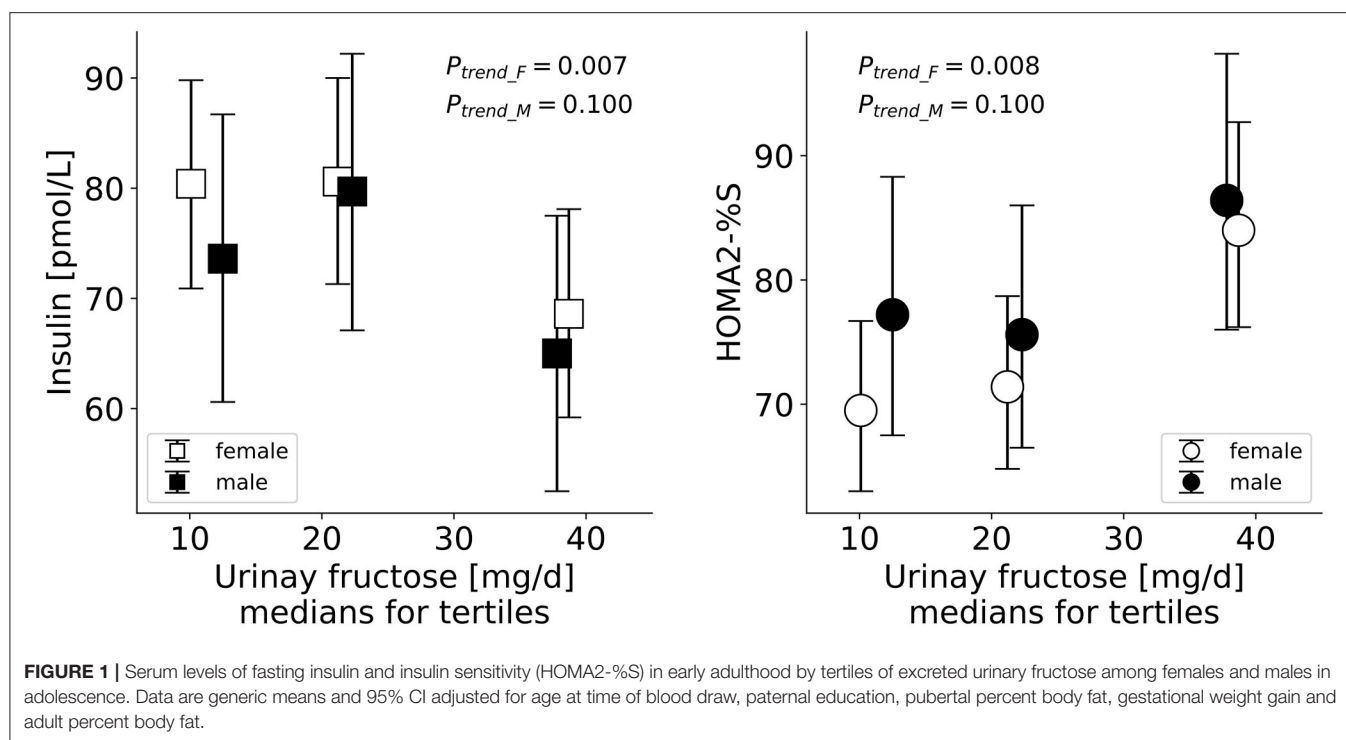 P_trend_F = 0.007
P_trend_M = 0.100
90
80
70
60
Insulin [pmol/L]
female
male
10 20 30 40
Urinay fructose [mg/d]
medians for tertiles
P_trend_F = 0.008
P_trend_M = 0.100
90
80
70
HOMA2-%S
female
male
10 20 30 40
Urinay fructose [mg/d]
medians for tertiles
FIGURE 1 | Serum levels of fasting insulin and insulin sensitivity (HOMA2-%S) in early adulthood by tertiles of excreted urinary fructose among females and males in
adolescence. Data are generic means and 95% CI adjusted for age at time of blood draw, paternal education, pubertal percent body fat, gestational weight gain and
adult percent body fat.